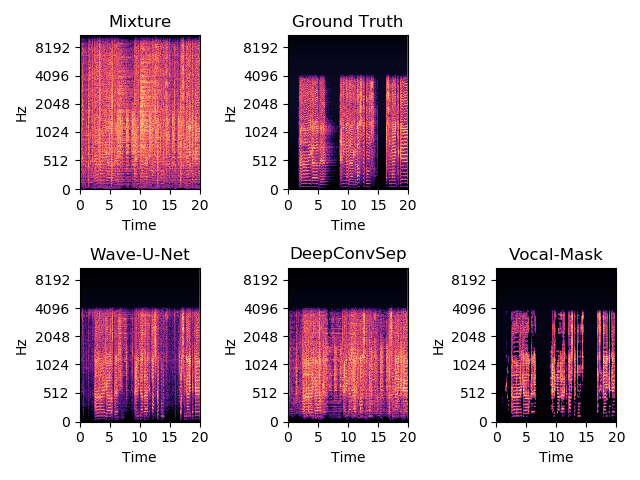 Mixture
Ground Truth
8192
4096
2048
1024
512
0
Hz
0 5 10 15 20
Time
8192
4096
2048
1024
512
0
Hz
0 5 10 15 20
Time
Wave-U-Net
DeepConvSep
Vocal-Mask
8192
4096
2048
1024
512
0
Hz
0 5 10 15 20
Time
8192
4096
2048
1024
512
0
Hz
0 5 10 15 20
Time
8192
4096
2048
1024
512
0
Hz
0 5 10 15 20
Time